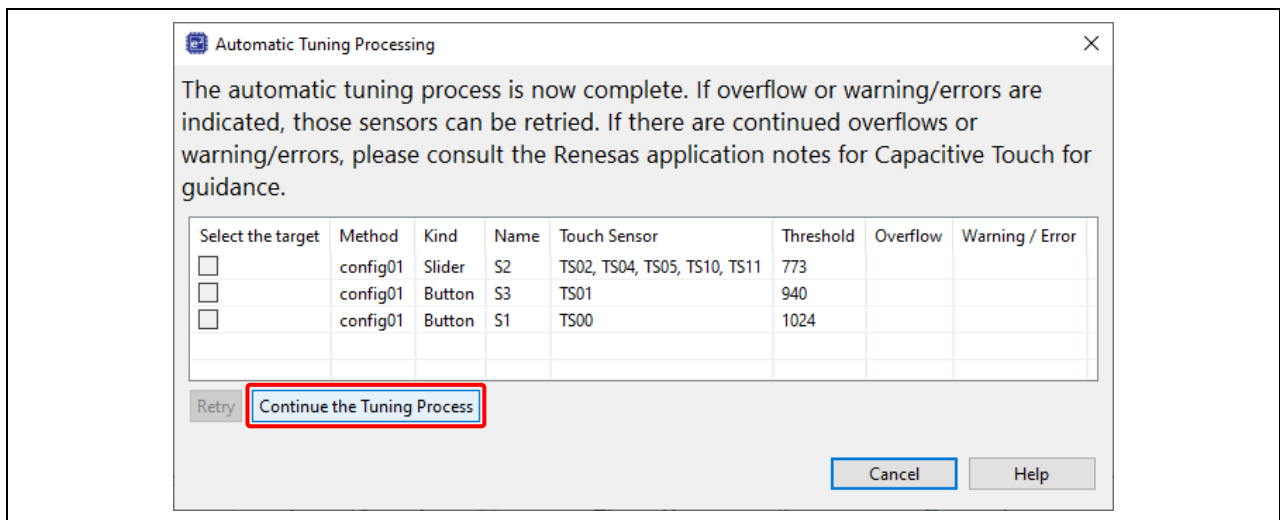 Automatic Tuning Processing
The automatic tuning process is now complete. If overflow or warning/errors are
indicated, those sensors can be retried. If there are continued overflows or
warning/errors, please consult the Renesas application notes for Capacitive Touch for
guidance.
Select the target Method Kind Name Touch Sensor Threshold Overflow Warning / Error
config01 Slider S2 TS02, TS04, TS05, TS10, TS11 773
config01 Button S3 TS01 940
config01 Button S1 TS00 1024
Retry Continue the Tuning Process
Cancel Help